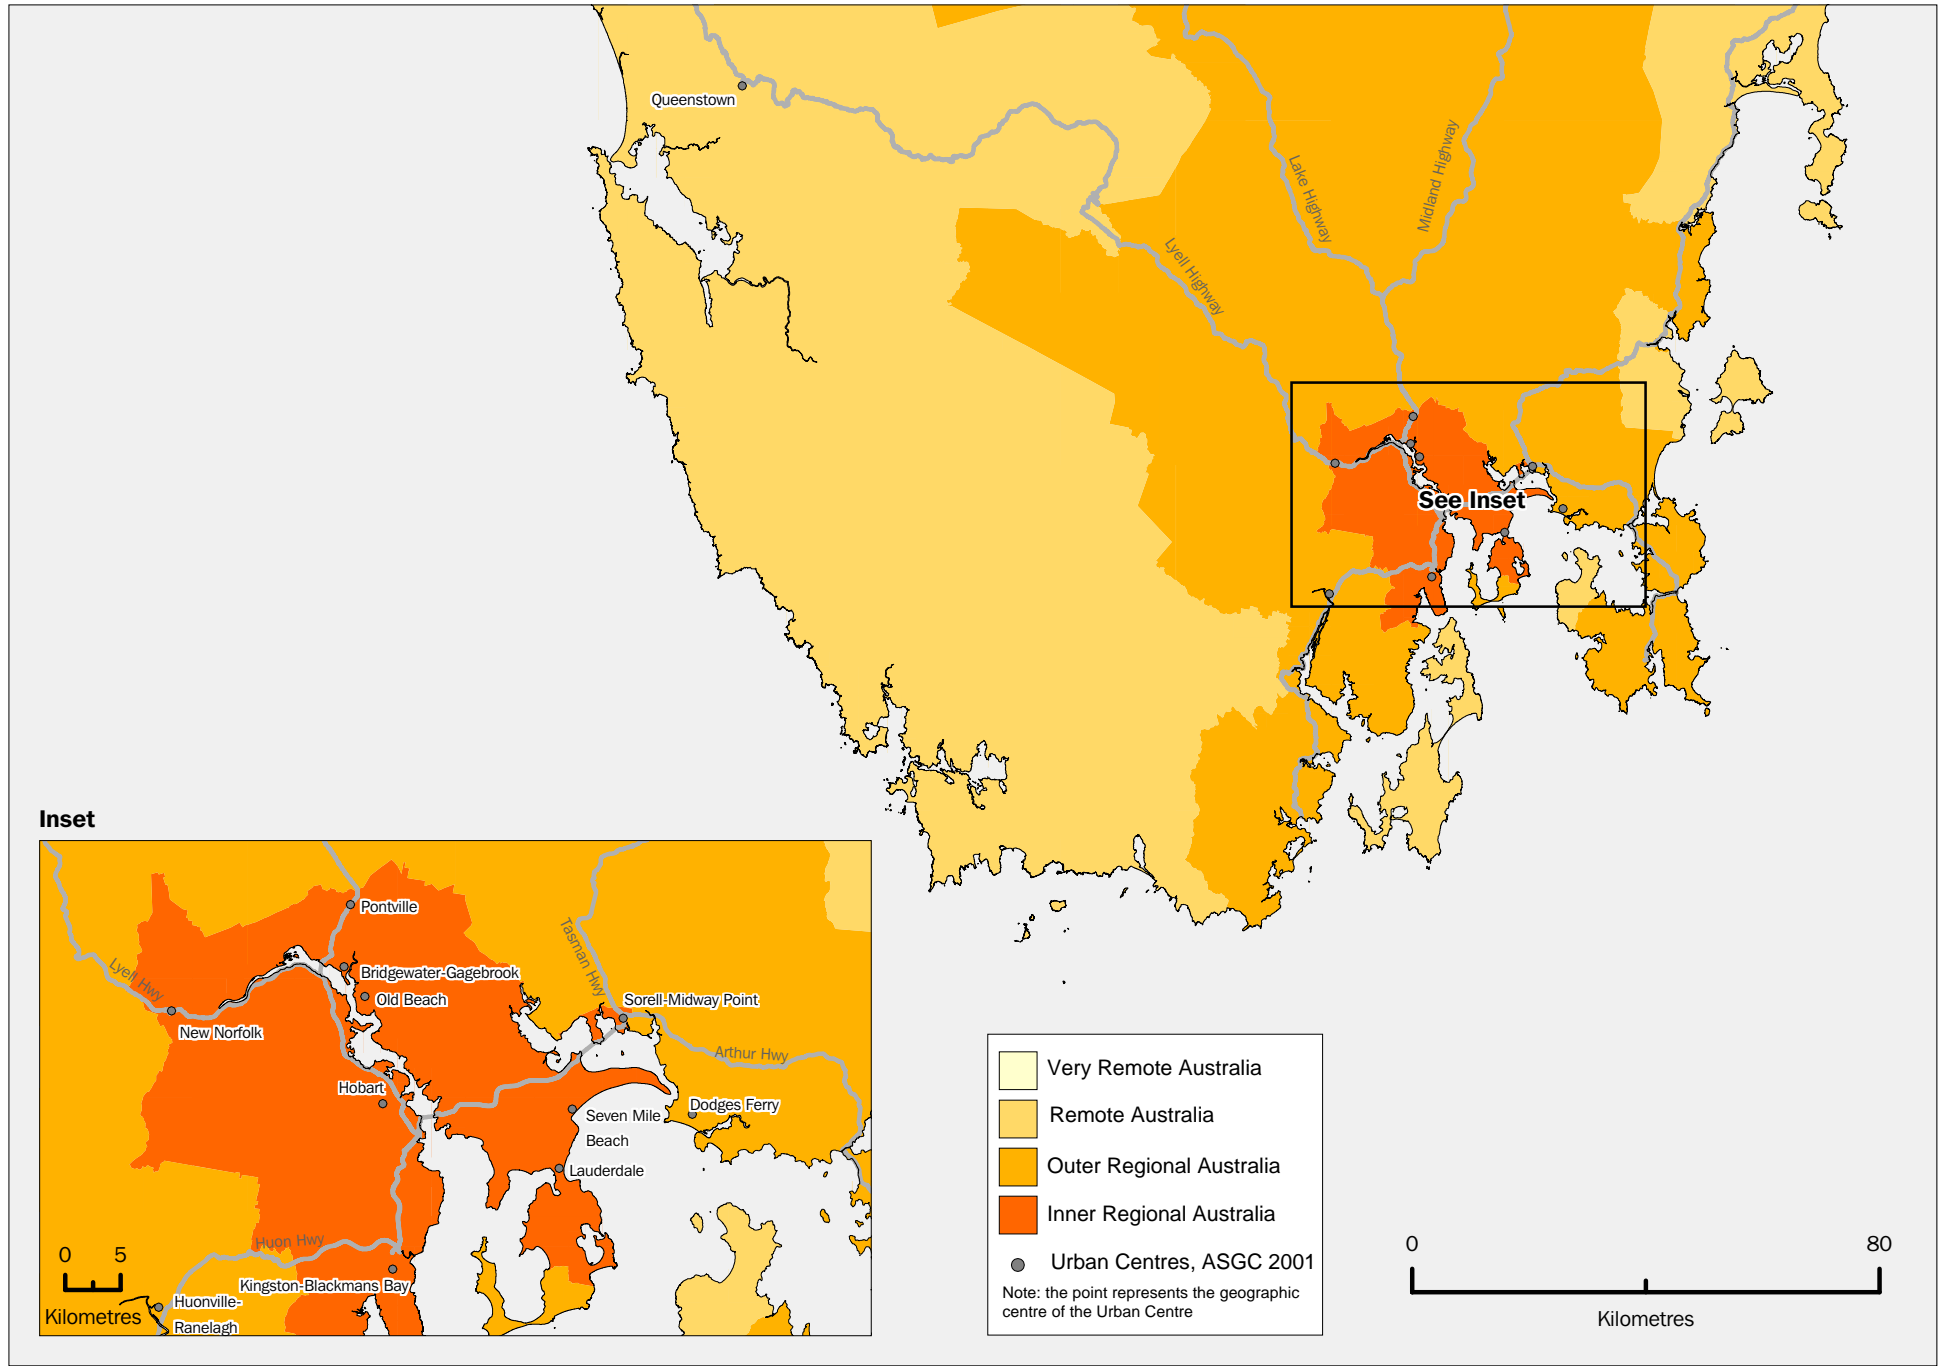 Queenstown
Lake Highway
Midland Highway
Lyell Highway
See Inset
Inset
Pontville
Tasman Hwy
Lyell Hwy
Bridgewater-Gagebrook
Old Beach
Sorell-Midway Point
New Norfolk
Arthur Hwy
Hobart
Dodges Ferry
Seven Mile
Beach
Lauderdale
Huon Hwy
0 5
Kilometres
Kingston-Blackmans Bay
Huonville-
Ranelagh
Very Remote Australia
Remote Australia
Outer Regional Australia
Inner Regional Australia
Urban Centres, ASGC 2001
Note: the point represents the geographic
centre of the Urban Centre
0 80
Kilometres